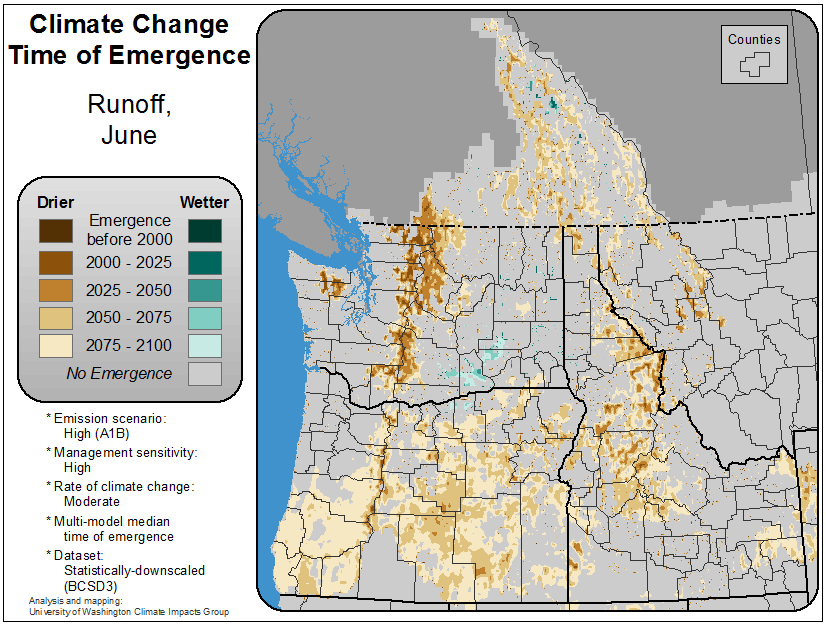 Climate Change
Time of Emergence
Runoff,
June
Drier Wetter
Emergence
before 2000
2000 - 2025
2025 - 2050
2050 - 2075
2075 - 2100
No Emergence
* Emission scenario:
High (A1B)
* Management sensitivity:
High
* Rate of climate change:
Moderate
* Multi-model median
time of emergence
* Dataset:
Statistically-downscaled
(BCSD3)
Analysis and mapping:
University of Washington Climate Impacts Group
Counties